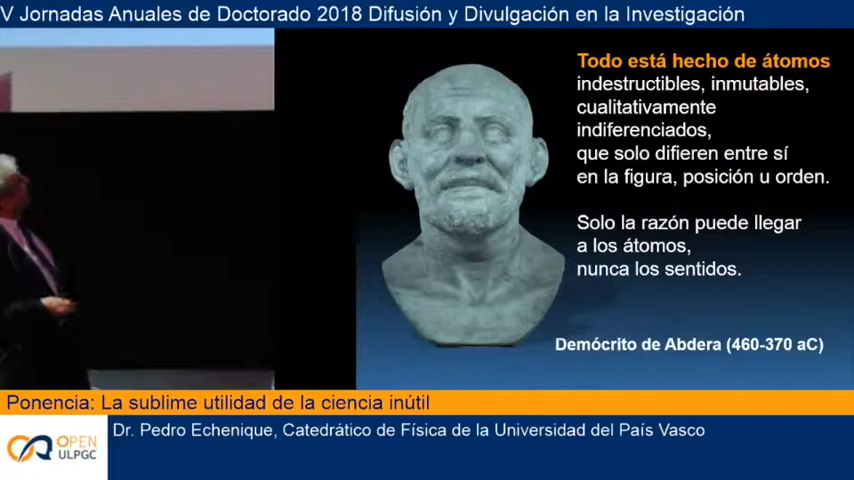 V Jornadas Anuales de Doctorado 2018 Difusión y Divulgación en la Investigación
Todo está hecho de átomos
indestructibles, inmutables,
cualitativamente
indiferenciados,
que solo difieren entre sí
en la figura, posición u orden.
Solo la razón puede llegar
a los átomos,
nunca los sentidos.
Demócrito de Abdera (460-370 aC)
Ponencia: La sublime utilidad de la ciencia inútil
OPEN
ULPGC
Dr. Pedro Echenique, Catedrático de Física de la Universidad del País Vasco